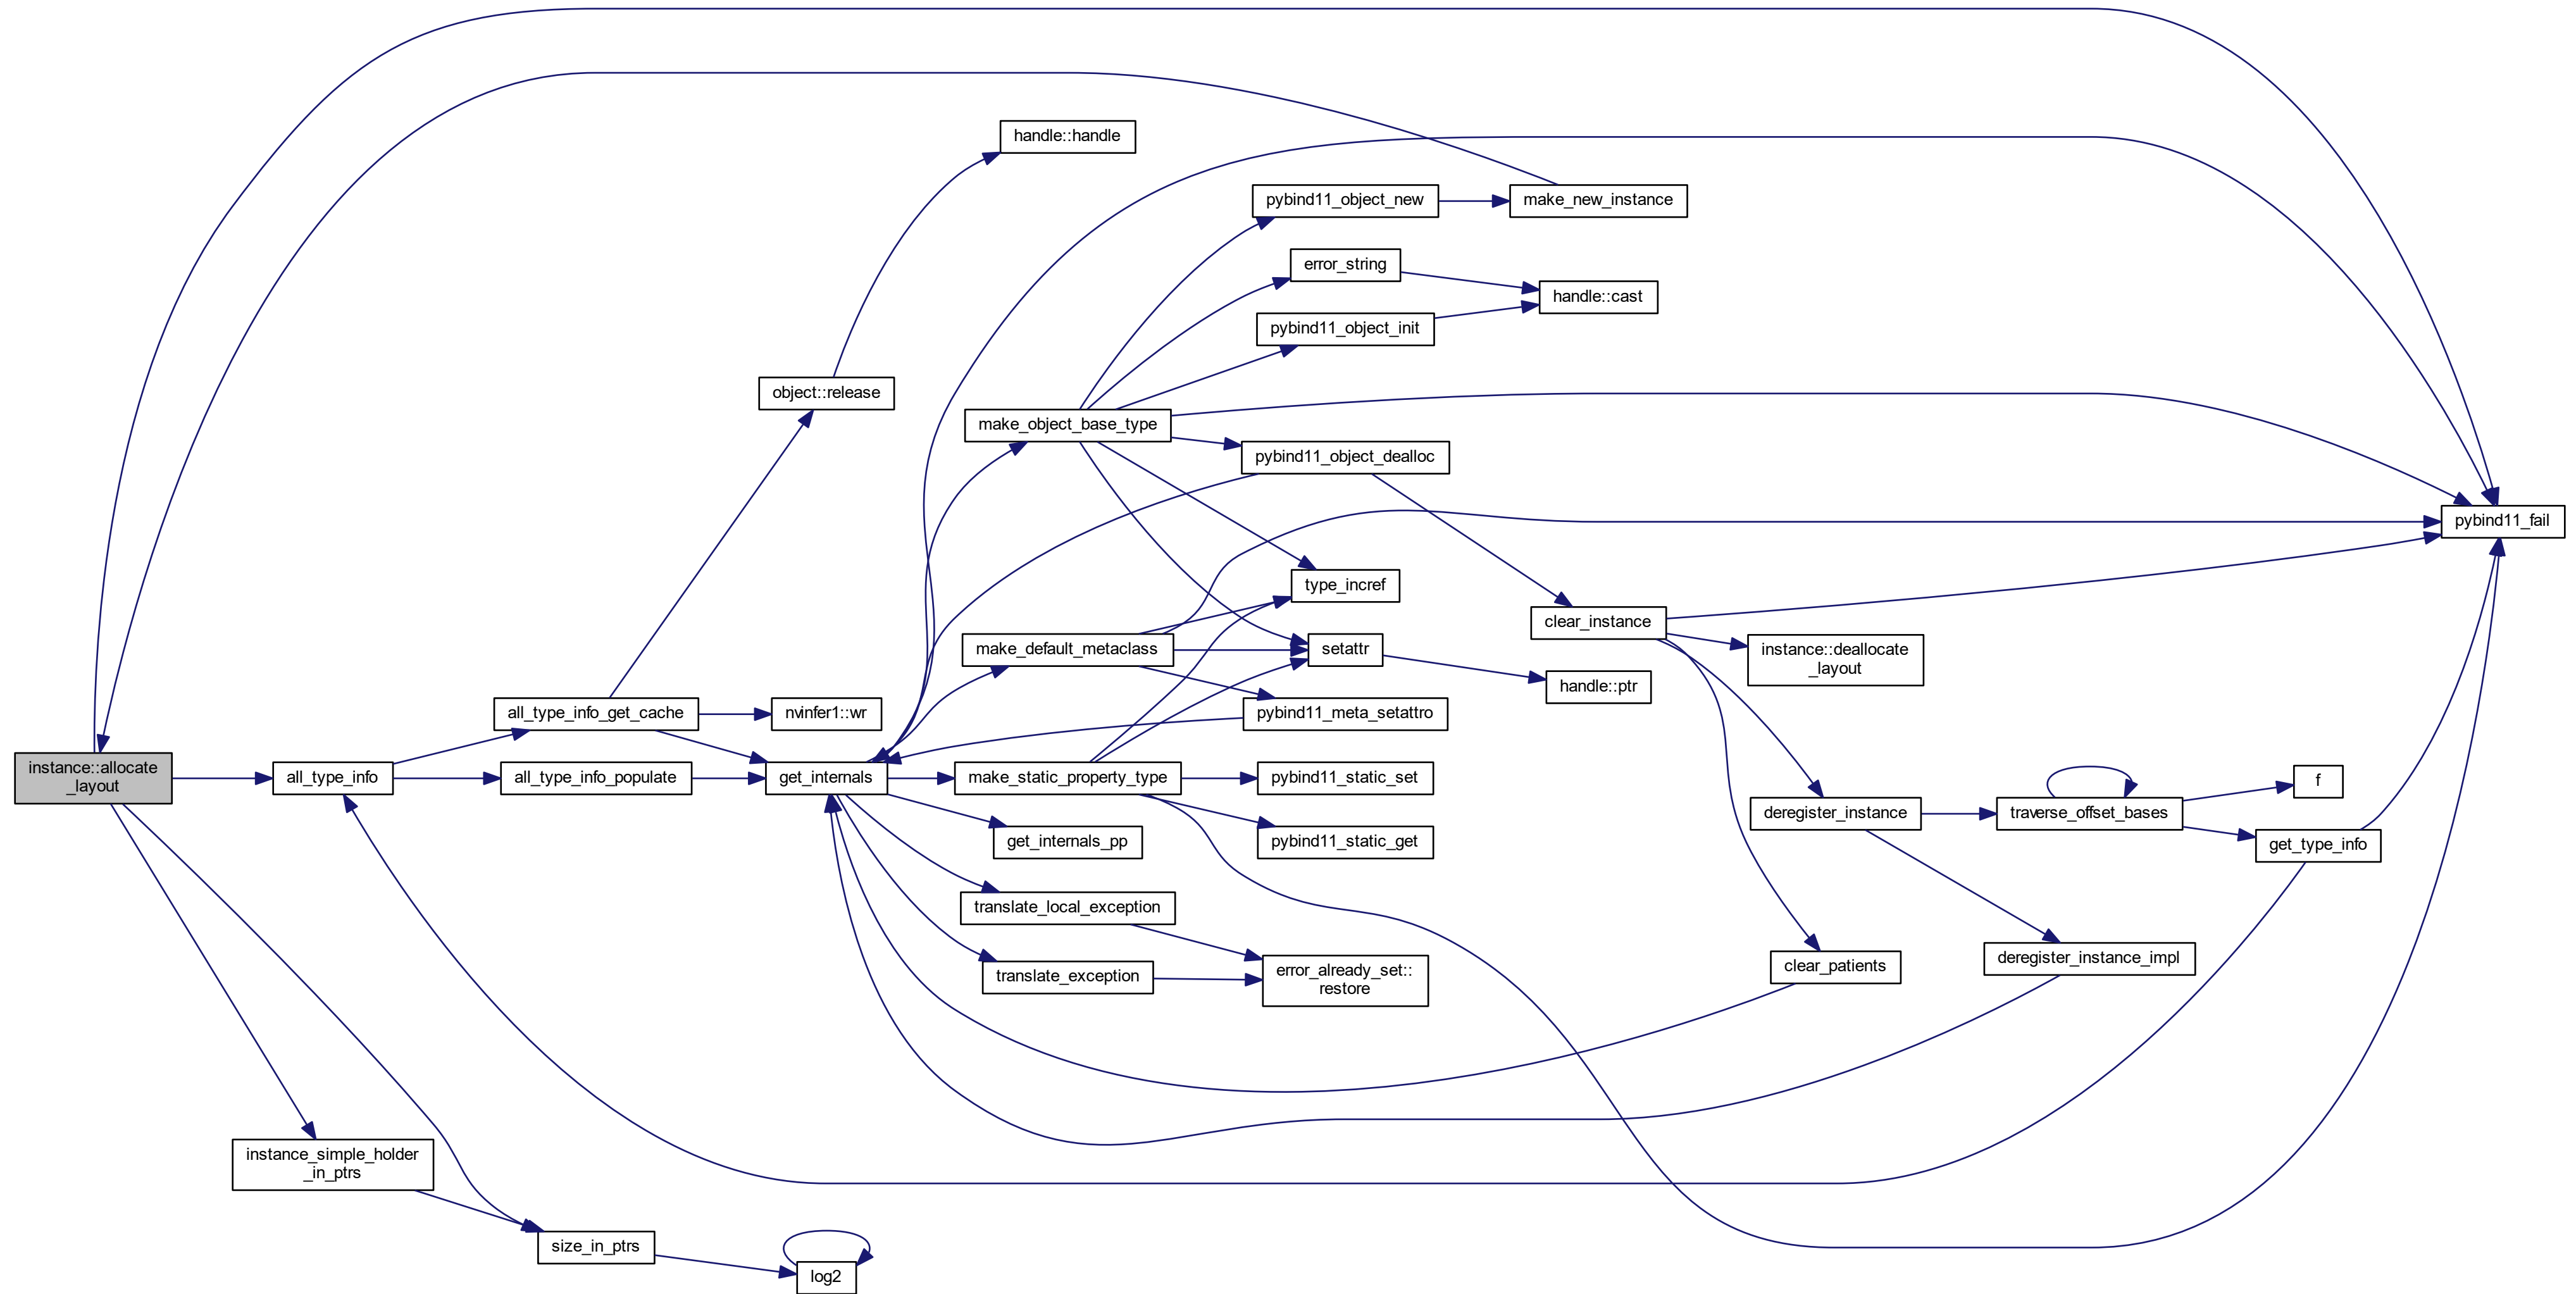 handle::handle
pybind11_object_new
make_new_instance
error_string
handle::cast
pybind11_object_init
object::release
make_object_base_type
pybind11_object_dealloc
pybind11_fail
type_incref
clear_instance
make_default_metaclass
setattr
instance::deallocate
_layout
handle::ptr
all_type_info_get_cache
nvinfer1::wr
pybind11_meta_setattro
instance::allocate
_layout
all_type_info
all_type_info_populate
get_internals
make_static_property_type
pybind11_static_set
f
deregister_instance
traverse_offset_bases
get_internals_pp
pybind11_static_get
get_type_info
translate_local_exception
deregister_instance_impl
clear_patients
translate_exception
error_already_set::
restore
instance_simple_holder
_in_ptrs
size_in_ptrs
log2